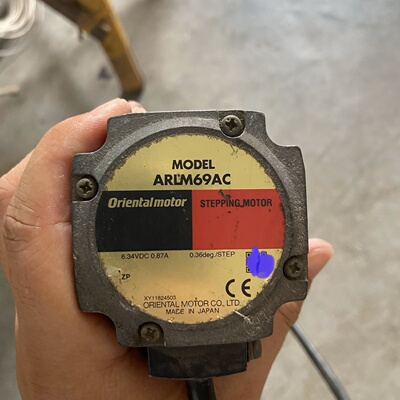 MODEL
ARLM69AC
Orientalmotor STEPPING MOTOR
6.34VDC 0.87A 0.36deg./STEP
ZP
XY11824503
ORIENTAL MOTOR CO., LTD.
MADE IN JAPAN
CE